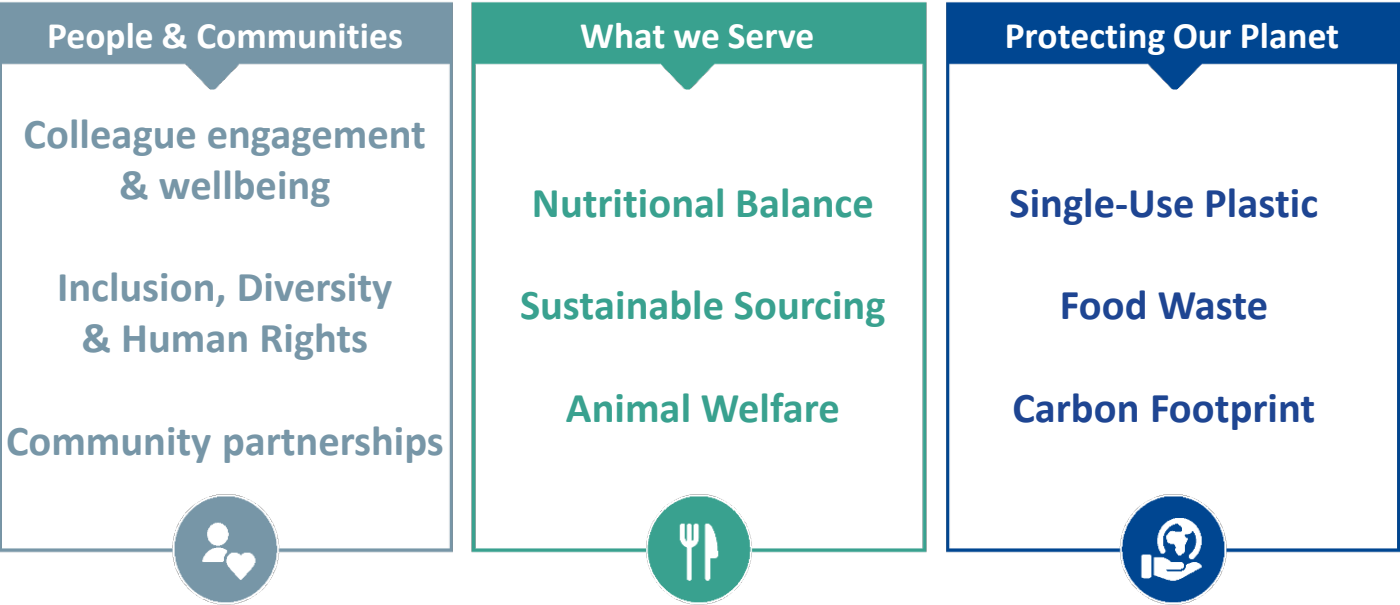 People & Communities
Colleague engagement
& wellbeing
Inclusion, Diversity
& Human Rights
Community partnerships
What we Serve
Nutritional Balance
Sustainable Sourcing
Animal Welfare
Protecting Our Planet
Single-Use Plastic
Food Waste
Carbon Footprint